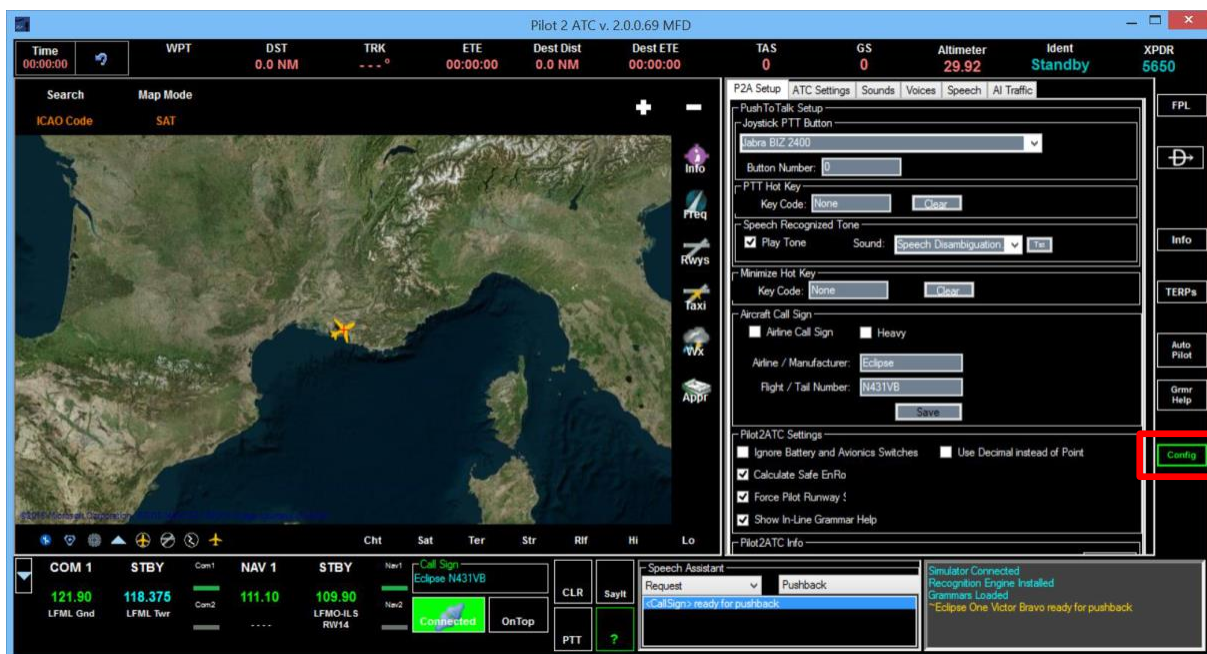 Pilot 2 ATC v. 2.0.0.69 MFD
Time WPT DST TRK ETE Dest Dist Dest ETE TAS GS Altimeter Ident XPDR
00:00:00 0.0 NM - - - ° 00:00:00 0.0 NM 00:00:00 0 0 29.92 Standby 5650
Search Map Mode
ICAO Code SAT
Info
Freq
Rwys
Taxi
Wx
Appr
Cht Sat Ter Str Rlf Hi Lo
P2A Setup ATC Settings Sounds Voices Speech AI Traffic
PushToTalk Setup
Joystick PTT Button
Jabra BIZ 2400
Button Number: 0
PTT Hot Key
Key Code: None Clear
Speech Recognized Tone
Play Tone Sound: Speech Disambiguation Tst
Minimize Hot Key
Key Code: None Clear
Aircraft Call Sign
Airline Call Sign Heavy
Airline / Manufacturer: Eclipse
Flight / Tail Number: N431VB
Save
Pilot2ATC Settings
Ignore Battery and Avionics Switches Use Decimal instead of Point
Calculate Safe EnRo
Force Pilot Runway S
Show In-Line Grammar Help
Pilot2ATC Info
FPL
D
Info
TERPs
Auto
Pilot
Grmr
Help
Config
COM 1 STBY Com1 NAV 1 STBY Nav1
121.90 118.375 111.10 109.90
LFML Gnd LFML Twr Com2 - - - - LFMO-ILS Nav2
RW14
Call Sign
Eclipse N431VB
Connected OnTop
CLR SayIt
PTT ?
Speech Assistant
Request Pushback
<CallSign> ready for pushback
Simulator Connected
Recognition Engine Installed
Grammars Loaded
~Eclipse One Victor Bravo ready for pushback